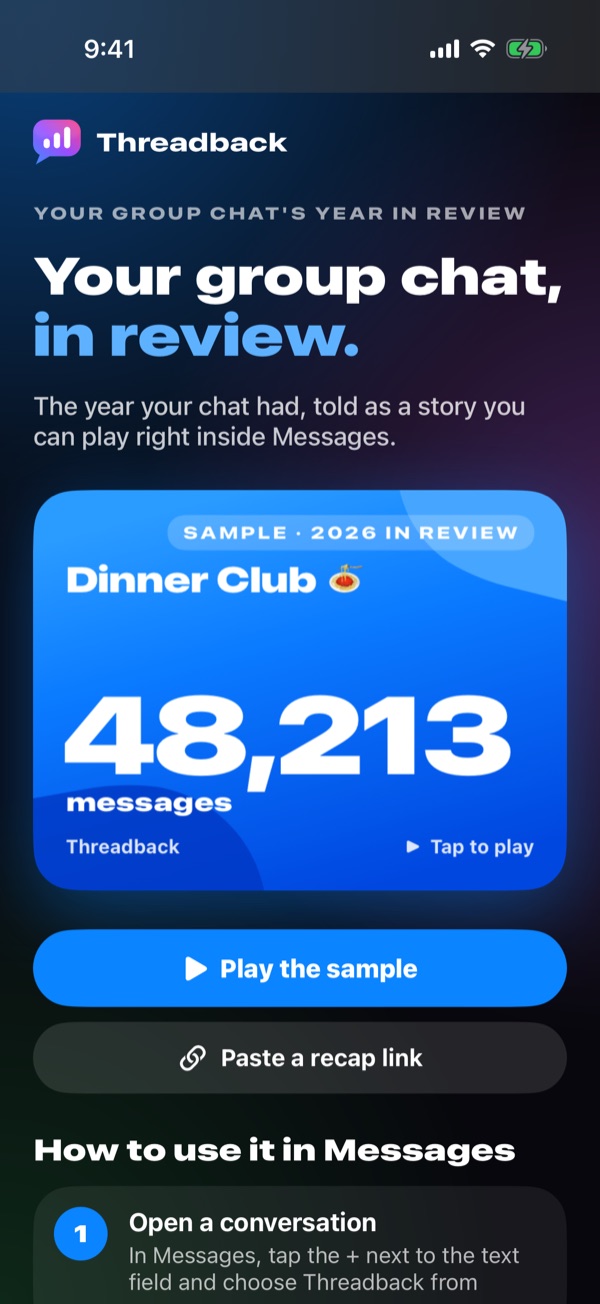 9:41
Threadback
YOUR GROUP CHAT'S YEAR IN REVIEW
Your group chat,
in review.
The year your chat had, told as a story you
can play right inside Messages.
SAMPLE · 2026 IN REVIEW
Dinner Club 🍝
48,213
messages
Threadback
Tap to play
Play the sample
Paste a recap link
How to use it in Messages
1
Open a conversation
In Messages, tap the + next to the text
field and choose Threadback from